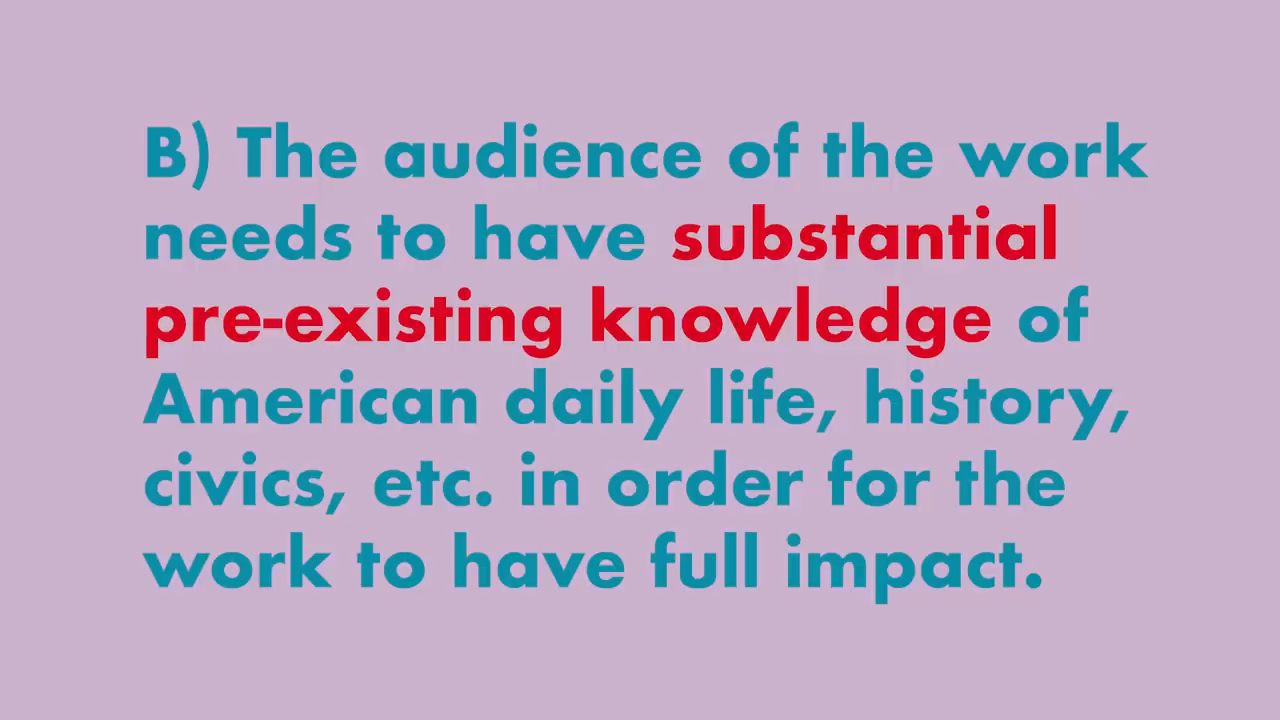 B) The audience of the work
needs to have substantial
pre-existing knowledge of
American daily life, history,
civics, etc. in order for the
work to have full impact.